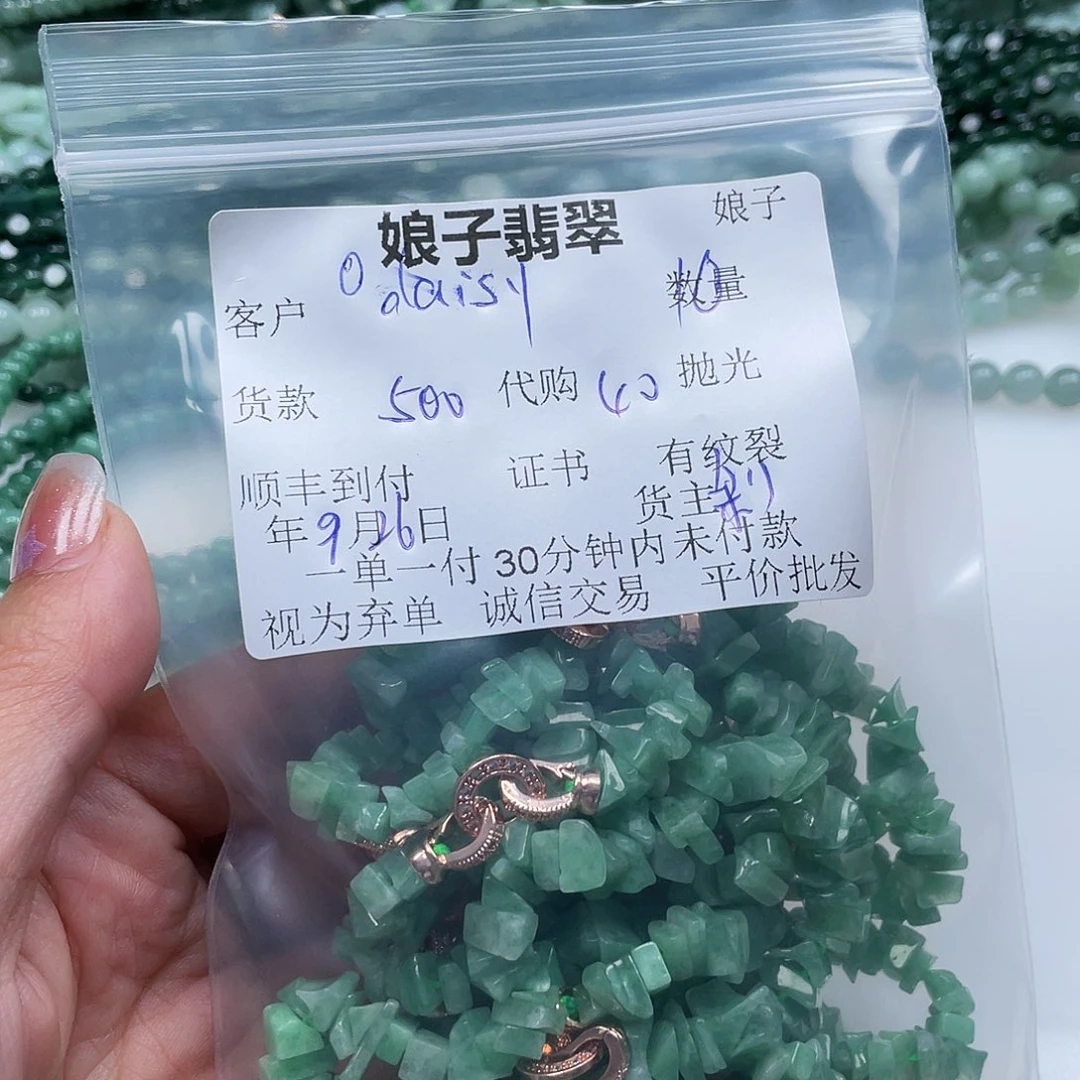 娘子翡翠 娘子
客户 daisy 数量 10
货款 500 代购 40 抛光
顺丰到付 证书 有纹裂
年9月26日 货主
一单一付 30分钟内未付款
视为弃单 诚信交易 平价批发